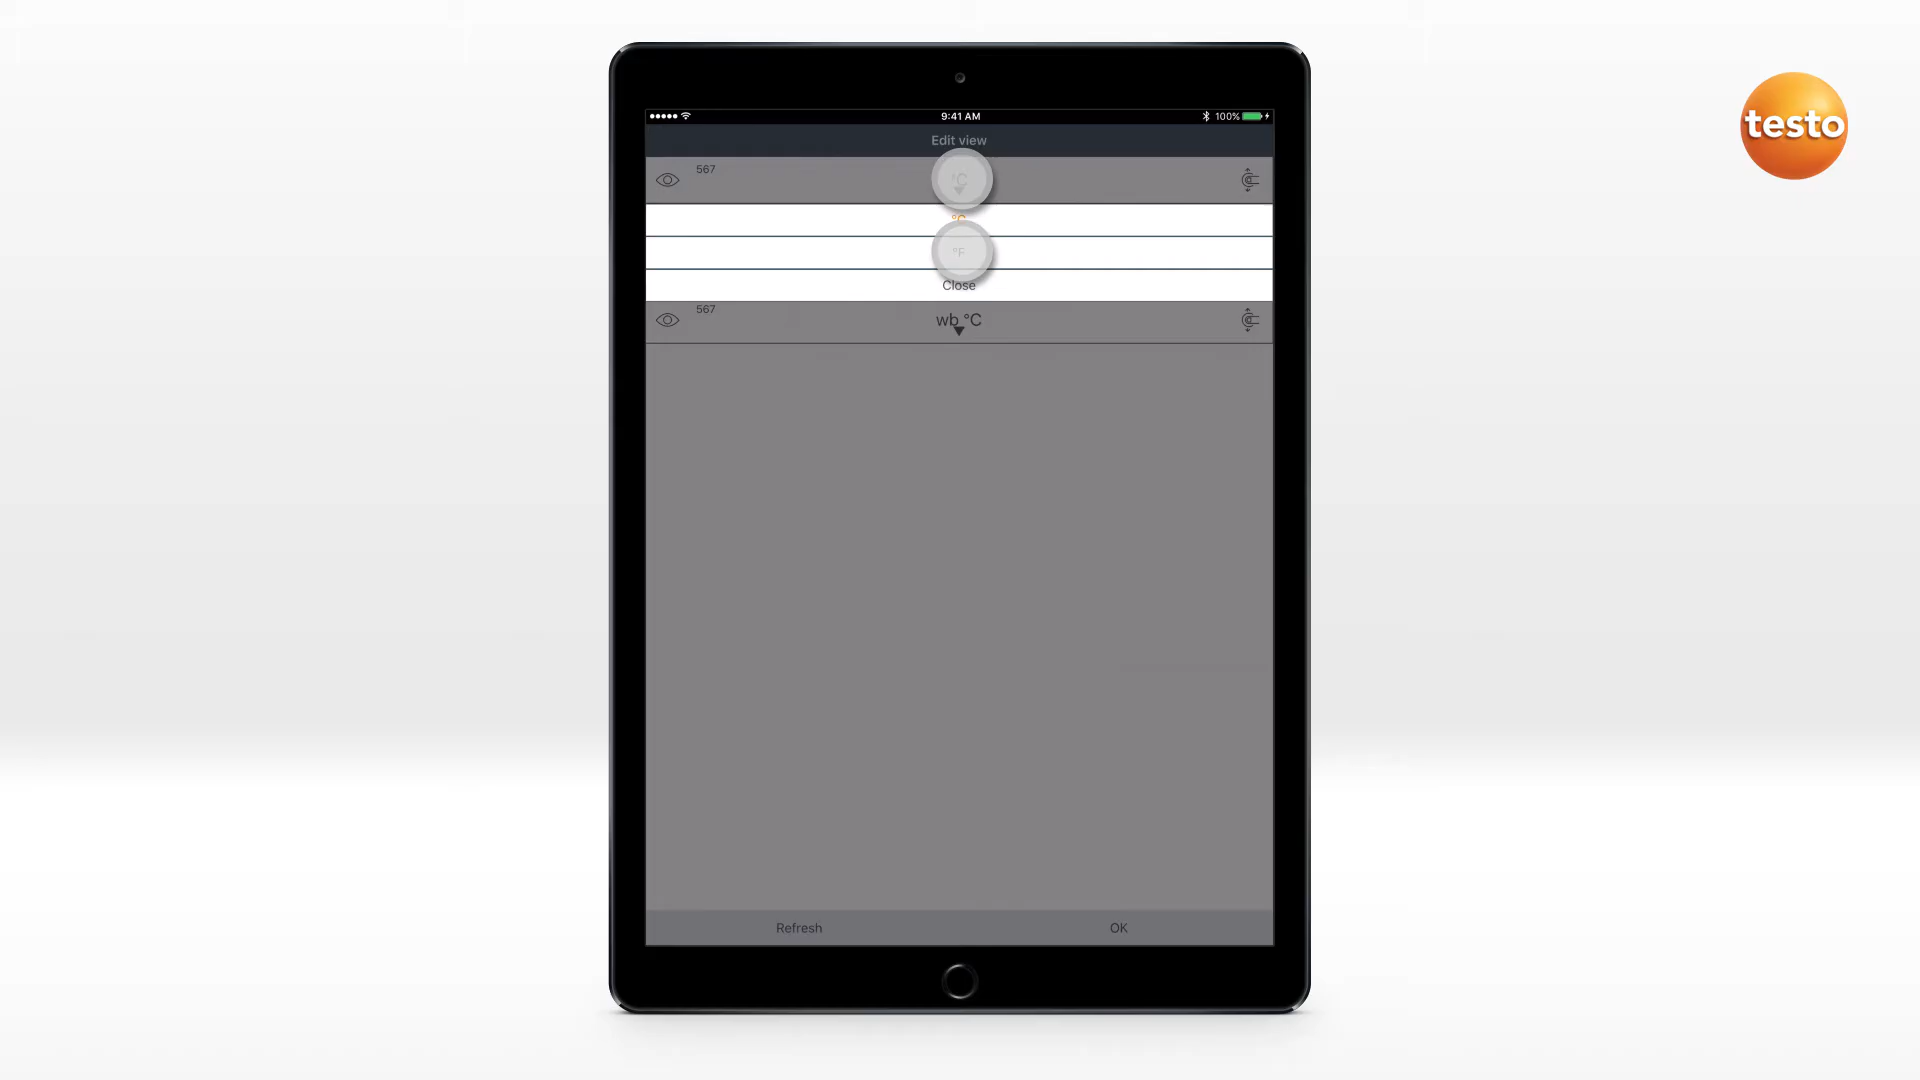 9:41 AM
100%
testo
Edit view
567
°C
°C
°F
Close
567
wb °C
Refresh
OK